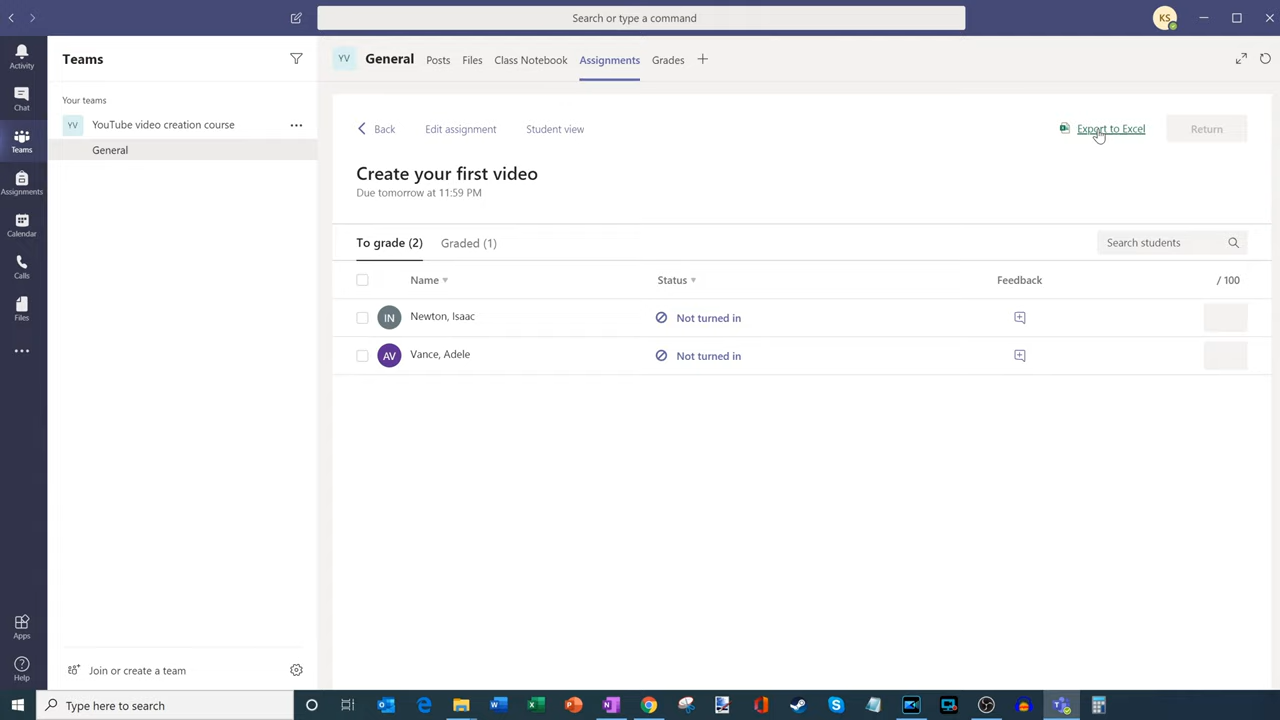 Search or type a command
KS
Activity
Chat
Teams
Assignments
Calendar
Calls
Files
Apps
Help
Teams
Your teams
YV YouTube video creation course
General
Join or create a team
YV General Posts Files Class Notebook Assignments Grades
Back Edit assignment Student view Export to Excel Return
Create your first video
Due tomorrow at 11:59 PM
To grade (2) Graded (1) Search students
Name Status Feedback / 100
IN Newton, Isaac Not turned in
AV Vance, Adele Not turned in
Type here to search